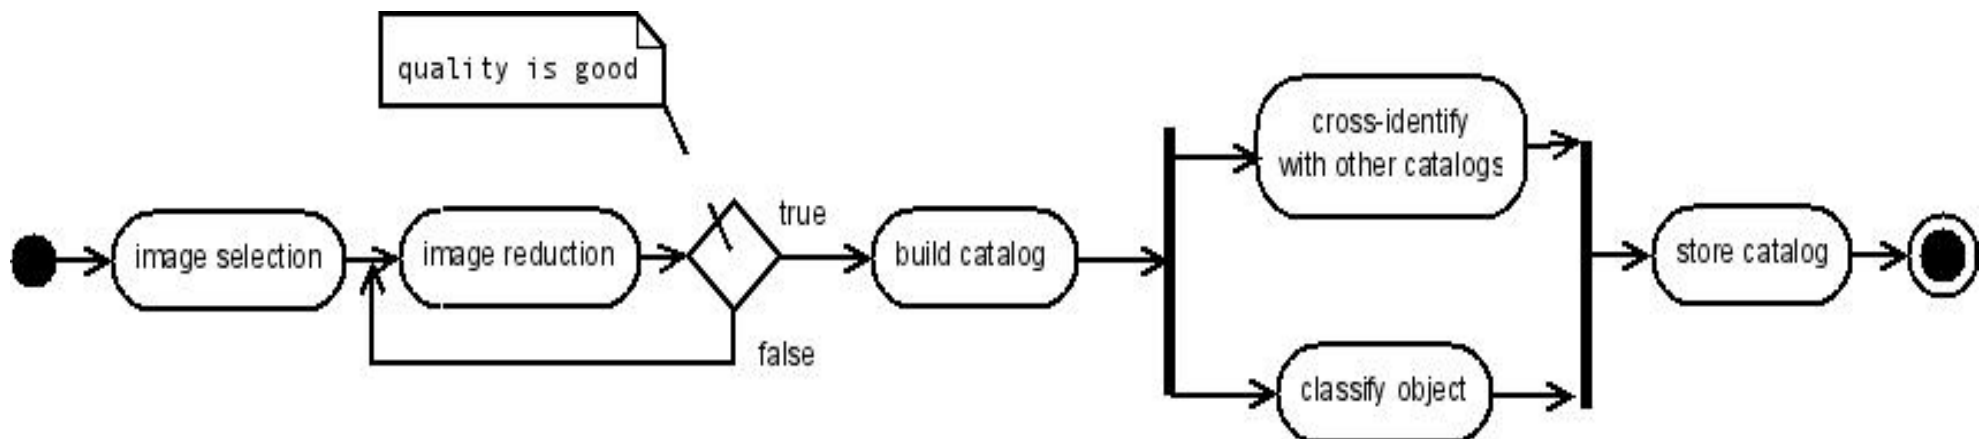 quality is good
image selection
image reduction
true
false
build catalog
cross-identify
with other catalogs
classify object
store catalog